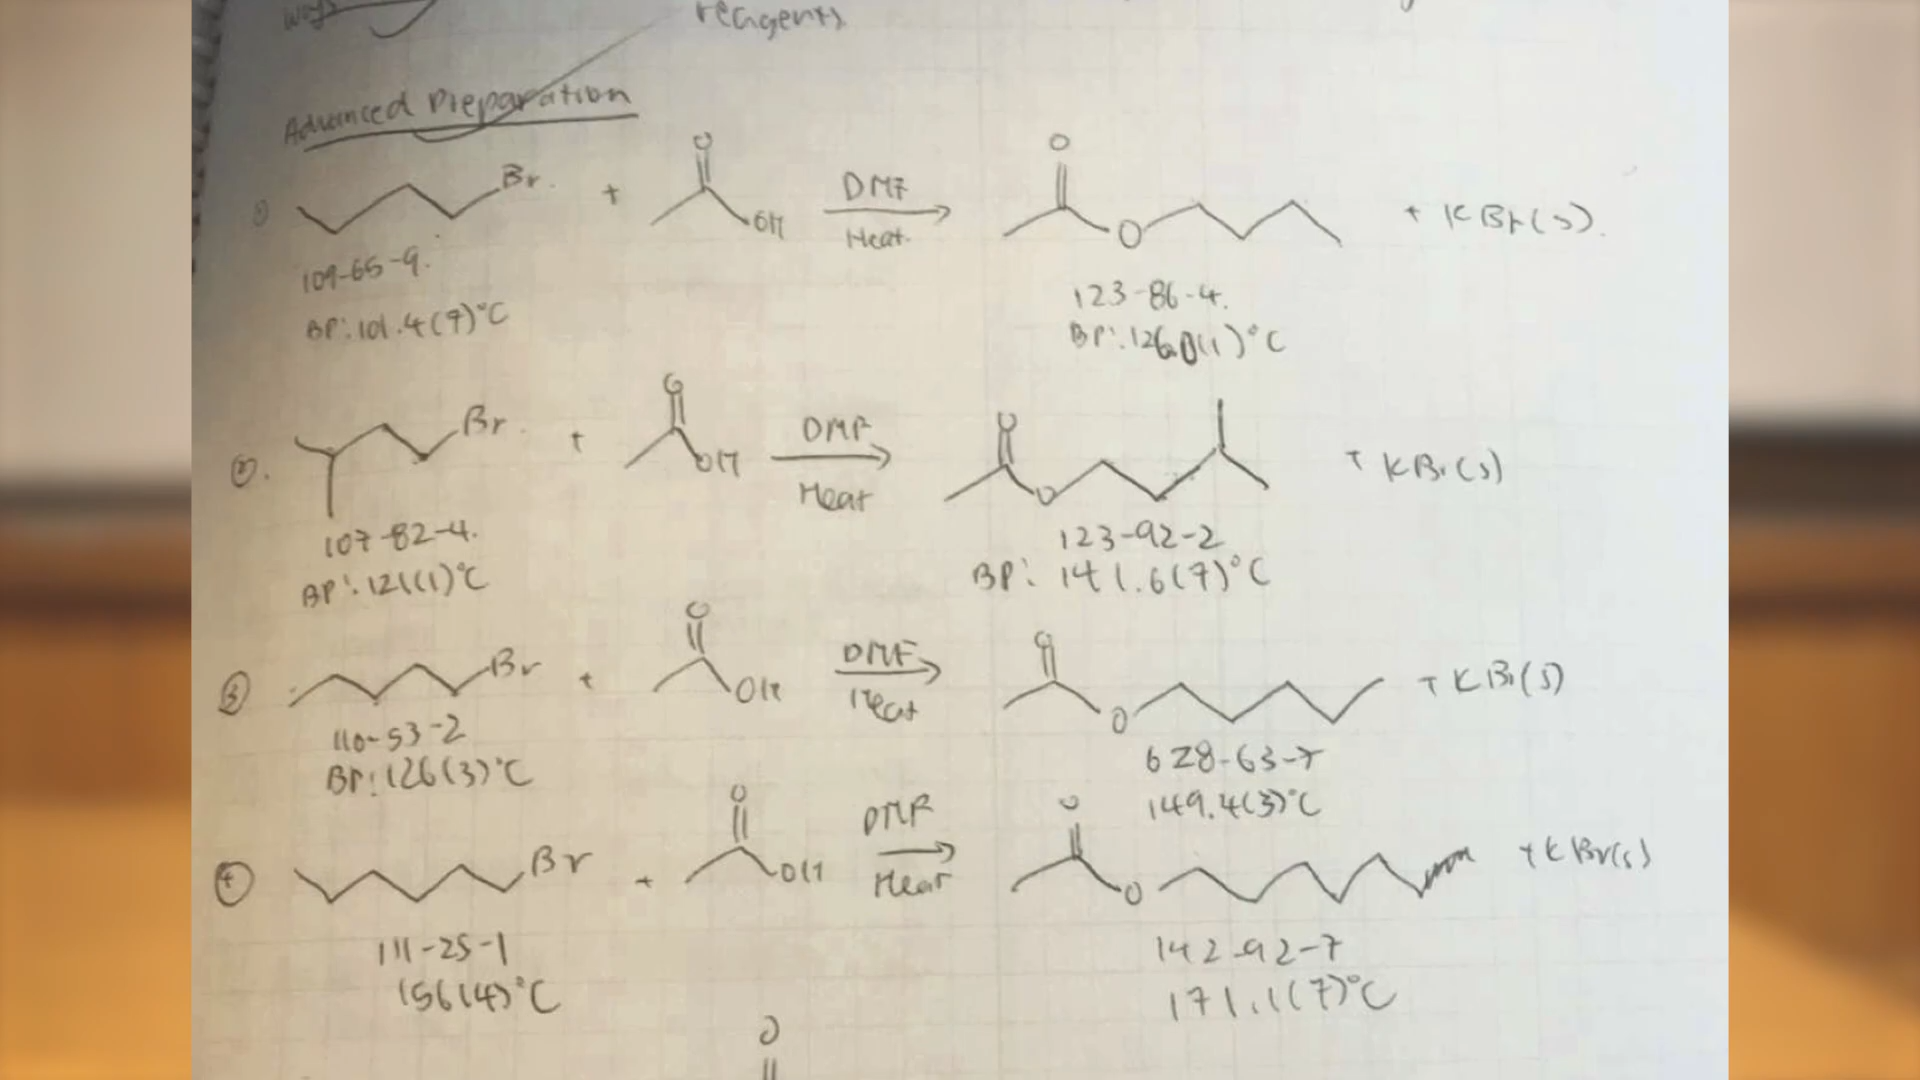 ways
reagents
Advanced Preparation
① Br + O OH DMF Heat O O + KBr(s).
109-65-9.
BP: 101.4(7)°C
123-86-4.
BP: 126.0(1)°C
②. Br + O OH DMF Heat O O + KBr(s)
107-82-4.
BP: 121(1)°C
123-92-2
BP: 141.6(7)°C
③ Br + O OH DMF Heat O O + KBr(s)
110-53-2
BP: 126(3)°C
628-63-7
149.4(3)°C
④ Br + O OH DMF Heat O O + KBr(s)
111-25-1
156(4)°C
142-92-7
171.1(7)°C
O